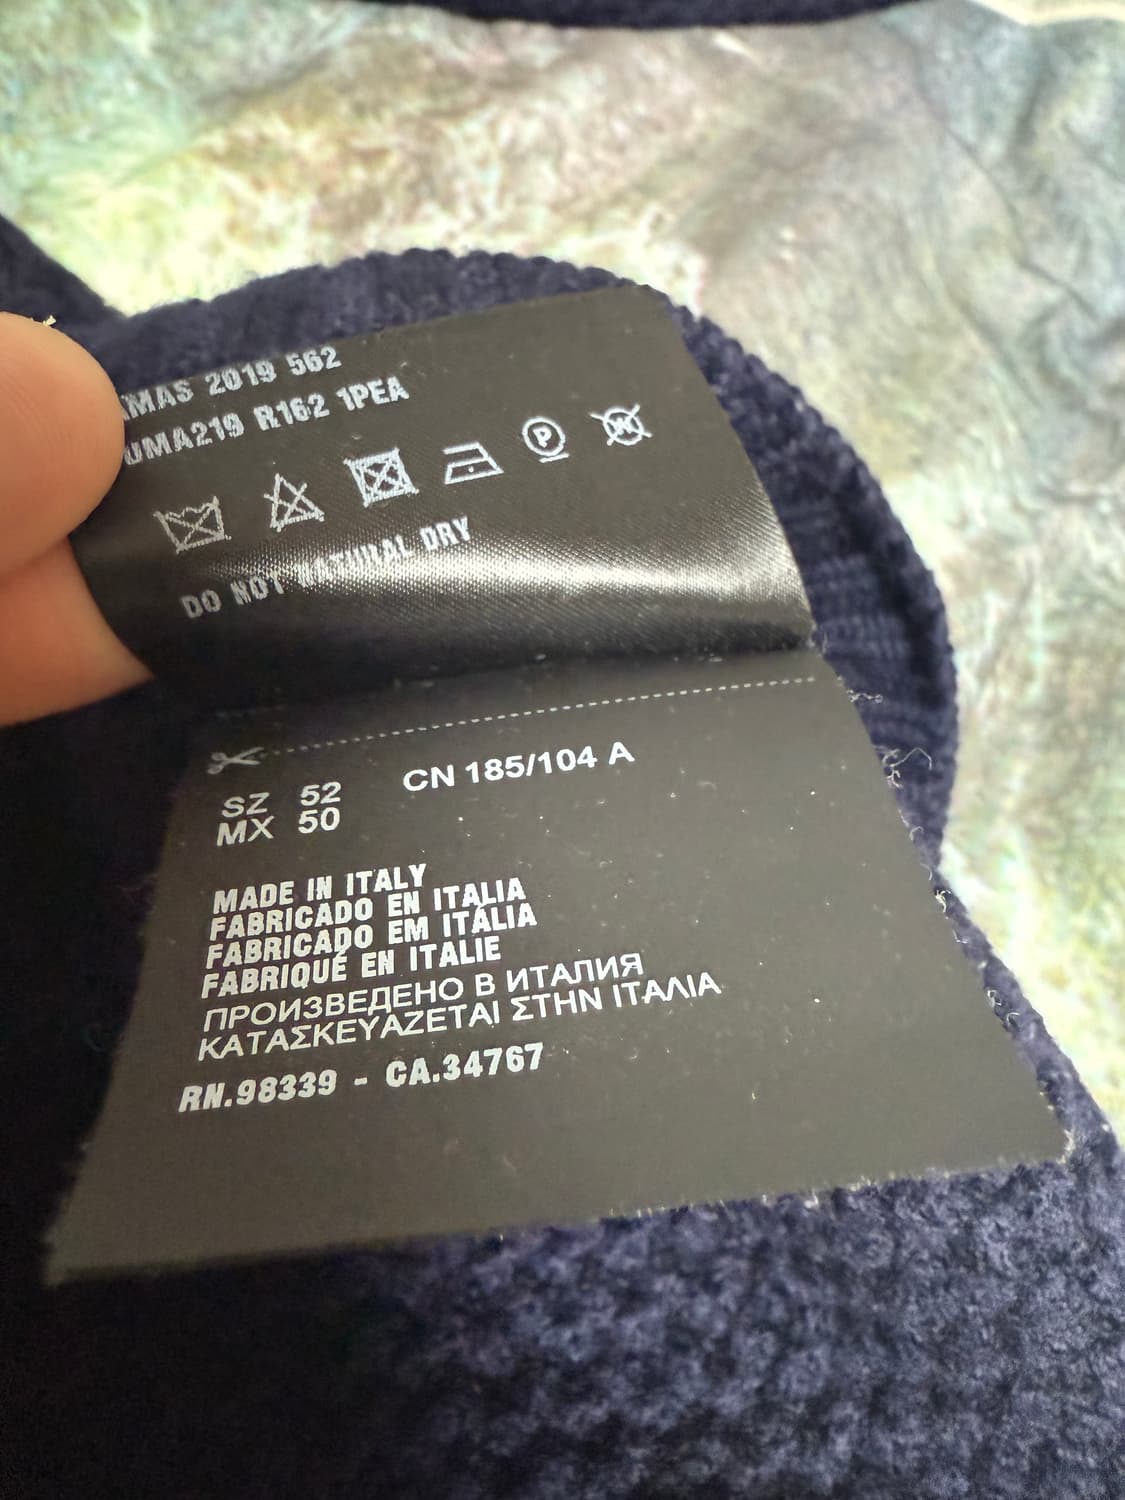 MAS 2019 562
UMA219 R162 1PEA
P W
DO NOT NATURAL DRY
SZ 52 CN 185/104 A
MX 50
MADE IN ITALY
FABRICADO EN ITALIA
FABRICADO EM ITÁLIA
FABRIQUÉ EN ITALIE
ПРОИЗВЕДЕНО В ИТАЛИЯ
ΚΑΤΑΣΚΕΥΑΖΕΤΑΙ ΣΤΗΝ ΙΤΑΛΙΑ
RN.98339 - CA.34767